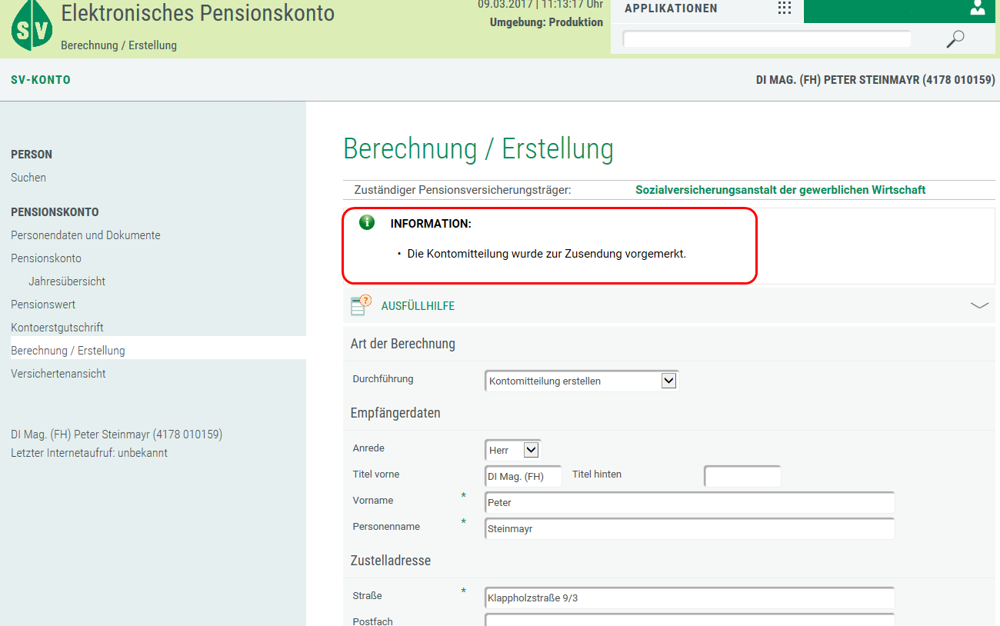 SV
Elektronisches Pensionskonto
Berechnung / Erstellung
09.03.2017 | 11:13:17 Uhr
Umgebung: Produktion
APPLIKATIONEN
SV-KONTO
DI MAG. (FH) PETER STEINMAYR (4178 010159)
PERSON
Suchen
PENSIONSKONTO
Personendaten und Dokumente
Pensionskonto
Jahresübersicht
Pensionswert
Kontoerstgutschrift
Berechnung / Erstellung
Versichertenansicht
DI Mag. (FH) Peter Steinmayr (4178 010159)
Letzter Internetaufruf: unbekannt
Berechnung / Erstellung
Zuständiger Pensionsversicherungsträger: Sozialversicherungsanstalt der gewerblichen Wirtschaft
i INFORMATION:
• Die Kontomitteilung wurde zur Zusendung vorgemerkt.
? AUSFÜLLHILFE
Art der Berechnung
Durchführung Kontomitteilung erstellen
Empfängerdaten
Anrede Herr
Titel vorne DI Mag. (FH) Titel hinten
Vorname * Peter
Personenname * Steinmayr
Zustelladresse
Straße * Klappholzstraße 9/3
Postfach